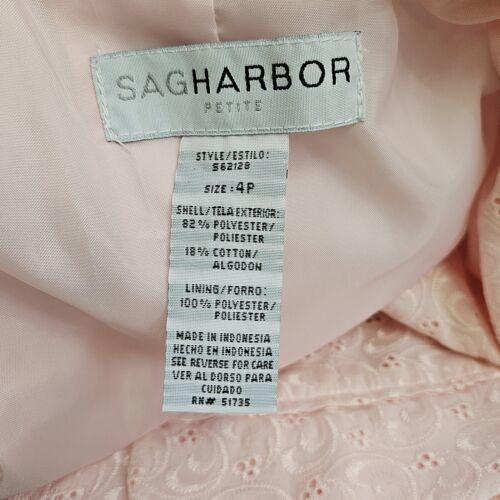 SAGHARBOR
PETITE
STYLE/ESTILO:
S62128
SIZE: 4P
SHELL/TELA EXTERIOR:
82% POLYESTER/
POLIESTER
18% COTTON/
ALGODON
LINING/FORRO:
100% POLYESTER/
POLIESTER
MADE IN INDONESIA
HECHO EN INDONESIA
SEE REVERSE FOR CARE
VER AL DORSO PARA
CUIDADO
RN# 51735